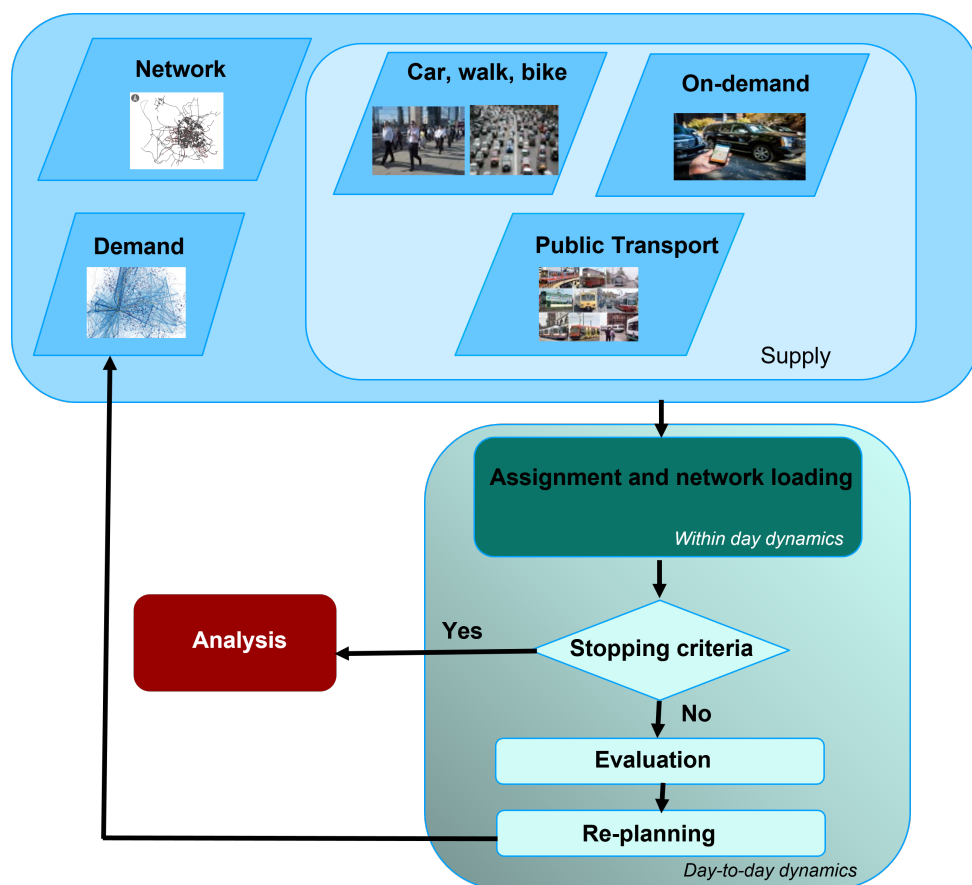 Network
Car, walk, bike
On-demand
Demand
Public Transport
Supply
Assignment and network loading
Within day dynamics
Stopping criteria
Yes
Analysis
No
Evaluation
Re-planning
Day-to-day dynamics